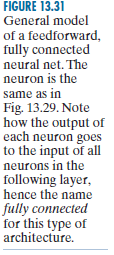 FIGURE 13.31
General model
of a feedforward,
fully connected
neural net. The
neuron is the
same as in
Fig. 13.29. Note
how the output of
each neuron goes
to the input of all
neurons in the
following layer,
hence the name
fully connected
for this type of
architecture.